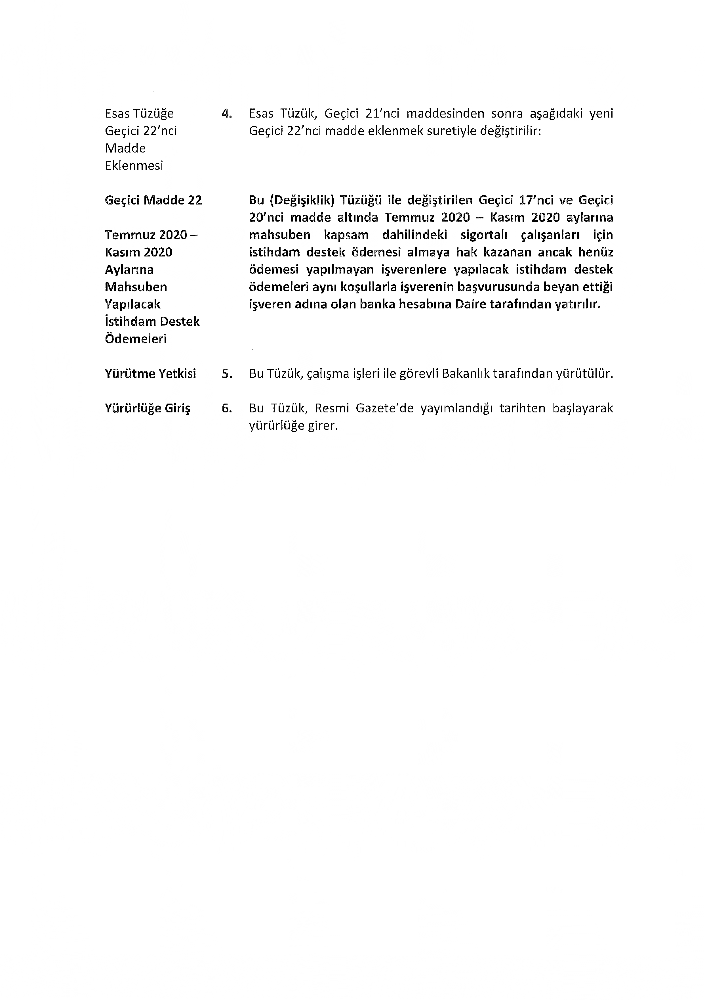 Esas Tüzüğe
Geçici 22’nci
Madde
Eklenmesi
4. Esas Tüzük, Geçici 21’nci maddesinden sonra aşağıdaki yeni
Geçici 22’nci madde eklenmek suretiyle değiştirilir:
Geçici Madde 22
Temmuz 2020 –
Kasım 2020
Aylarına
Mahsuben
Yapılacak
İstihdam Destek
Ödemeleri
Bu (Değişiklik) Tüzüğü ile değiştirilen Geçici 17’nci ve Geçici
20’nci madde altında Temmuz 2020 – Kasım 2020 aylarına
mahsuben kapsam dahilindeki sigortalı çalışanları için
istihdam destek ödemesi almaya hak kazanan ancak henüz
ödemesi yapılmayan işverenlere yapılacak istihdam destek
ödemeleri aynı koşullarla işverenin başvurusunda beyan ettiği
işveren adına olan banka hesabına Daire tarafından yatırılır.
Yürütme Yetkisi 5. Bu Tüzük, çalışma işleri ile görevli Bakanlık tarafından yürütülür.
Yürürlüğe Giriş 6. Bu Tüzük, Resmi Gazete’de yayımlandığı tarihten başlayarak
yürürlüğe girer.